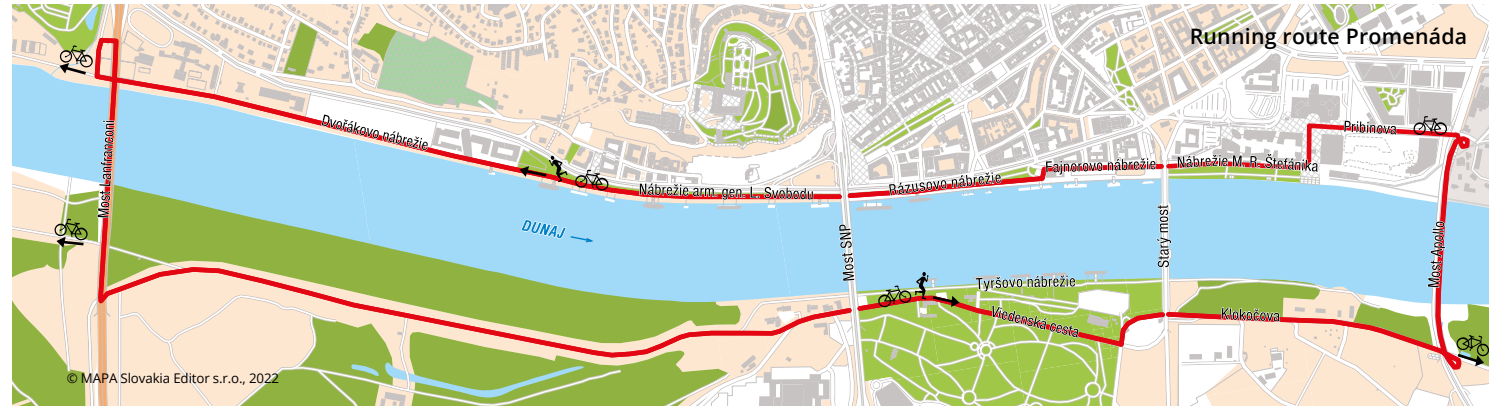 Running route Promenáda
Pribinova
Dvořákovo nábrežie
Most Lanfranconi
Fajnorovo nábrežie
Nábrežie M. R. Štefánika
Rázusovo nábrežie
Nábrežie arm. gen. L. Svobodu
DUNAJ
Most SNP
Starý most
Most Apollo
Tyršovo nábrežie
Viedenská cesta
Klokočova
© MAPA Slovakia Editor s.r.o., 2022